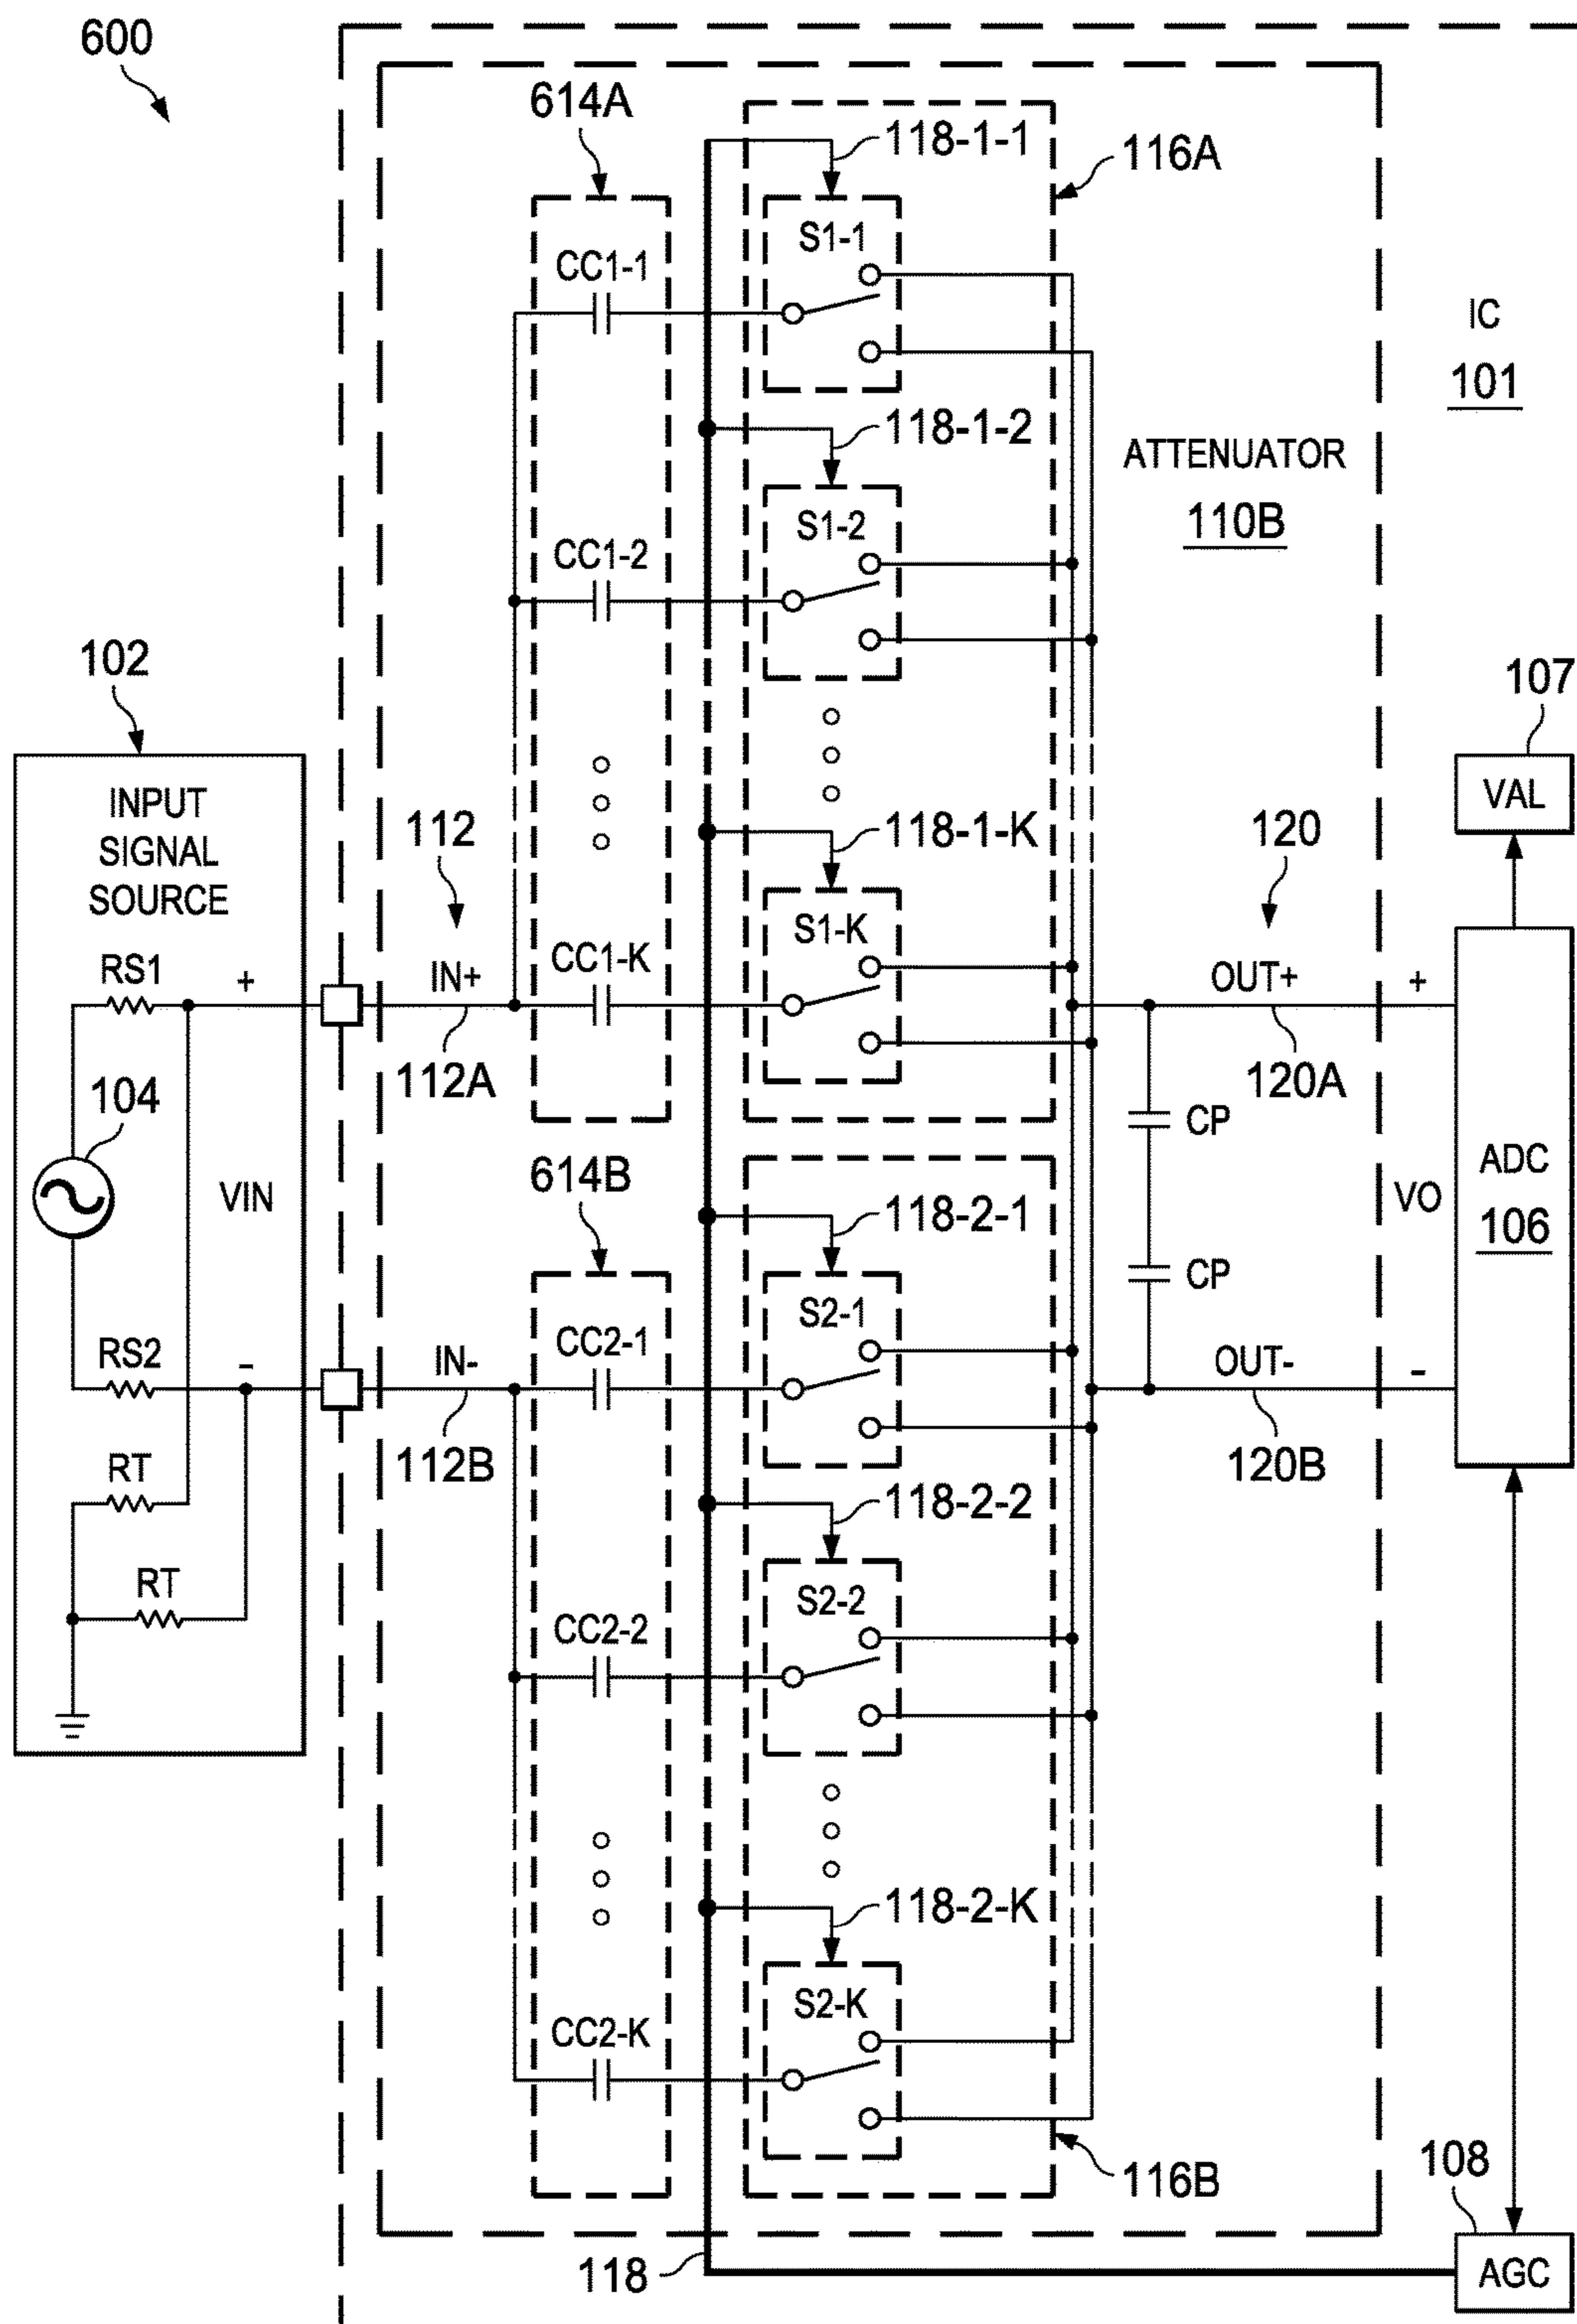 600
614A
118-1-1
116A
S1-1
CC1-1
IC
101
118-1-2
ATTENUATOR
110B
S1-2
CC1-2
102
107
VAL
INPUT
SIGNAL
SOURCE
112
118-1-K
120
S1-K
CC1-K
RS1
+
IN+
OUT+
+
112A
120A
104
CP
VIN
614B
118-2-1
VO
ADC
106
CP
S2-1
CC2-1
RS2
-
IN-
OUT-
-
112B
120B
RT
118-2-2
RT
S2-2
CC2-2
118-2-K
S2-K
CC2-K
116B
108
118
AGC